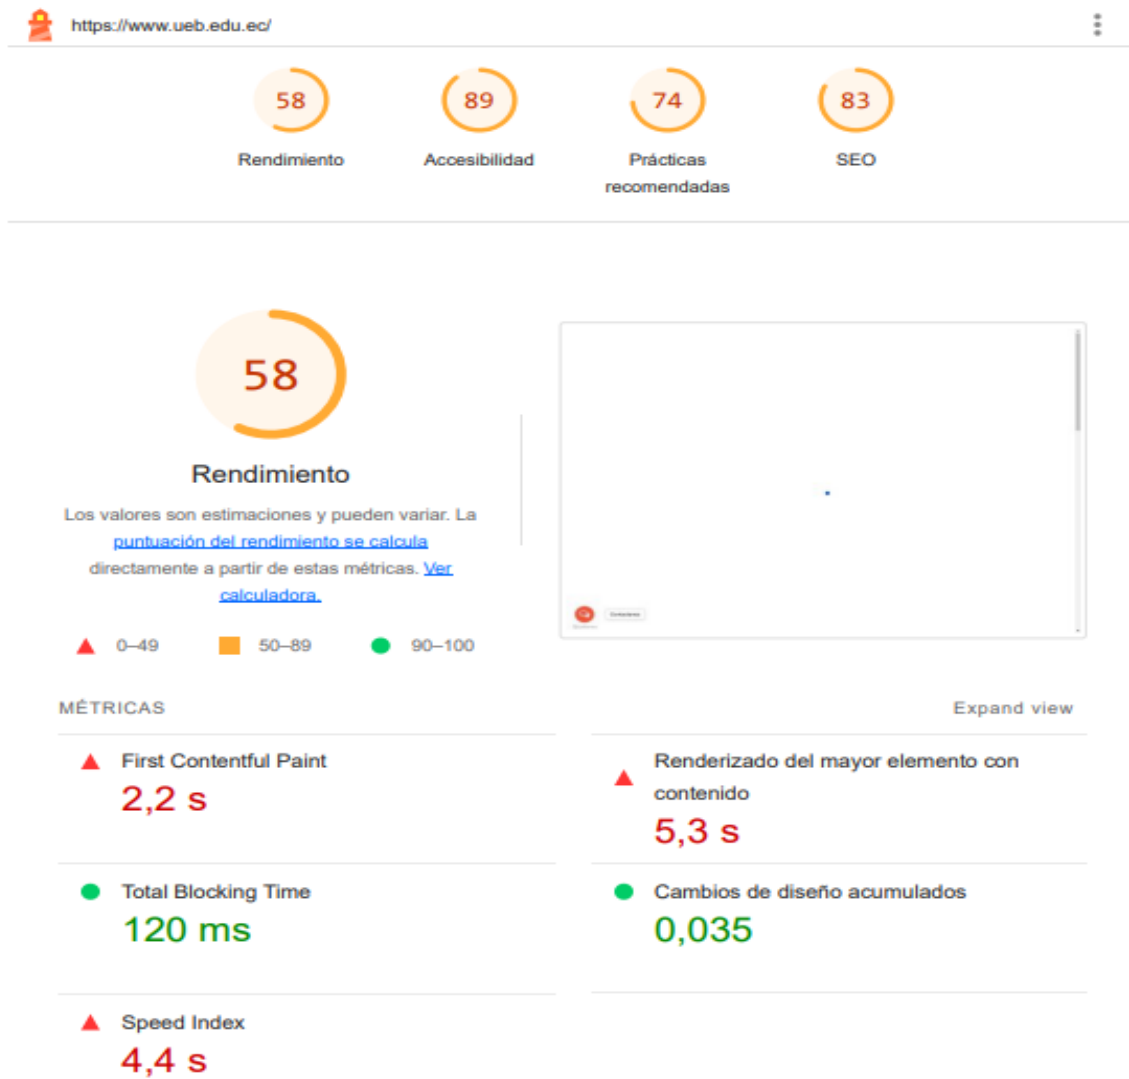 https://www.ueb.edu.ec/
58
89
74
83
Rendimiento
Accesibilidad
Prácticas
recomendadas
SEO
58
Rendimiento
Los valores son estimaciones y pueden variar. La
puntuación del rendimiento se calcula
directamente a partir de estas métricas. Ver
calculadora.
0–49
50–89
90–100
MÉTRICAS
Expand view
First Contentful Paint
2,2 s
Renderizado del mayor elemento con
contenido
5,3 s
Total Blocking Time
120 ms
Cambios de diseño acumulados
0,035
Speed Index
4,4 s